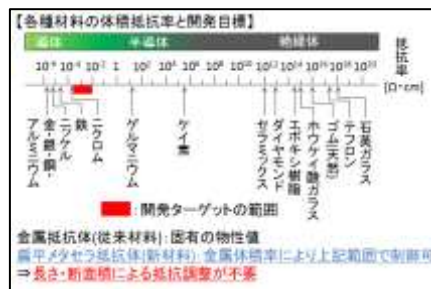 【各種材料の体積抵抗率と開発目標】
導体 半導体 絶縁体
10⁻⁶ 10⁻⁴ 10⁻² 1 10² 10⁴ 10⁶ 10¹⁰ 10¹² 10¹⁴ 10¹⁶ 10¹⁸ 10²⁰
抵抗率
[Ω・cm]
アルミニウム
金・銀・銅・
ニッケル
鉄
ニクロム
ゲルマニウム
ケイ素
セラミックス
ダイヤモンド
エポキシ樹脂
ホウケイ酸ガラス
ゴム(天然)
テフロン
石英ガラス
:開発ターゲットの範囲
金属抵抗体(従来材料): 固有の物性値
扁平メタセラ抵抗体(新材料): 金属体積率により上記範囲で制御可
⇒長さ・断面積による抵抗調整が不要